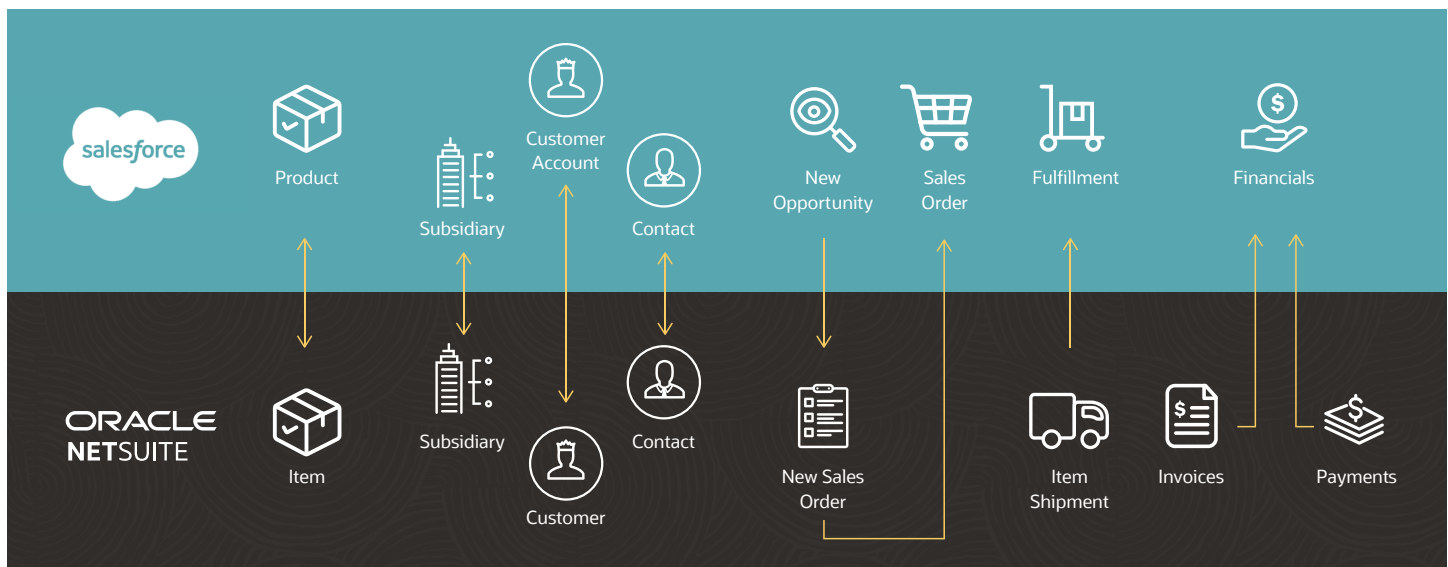 salesforce
Product
Subsidiary
Customer
Account
Contact
New
Opportunity
Sales
Order
Fulfillment
$
Financials
ORACLE
NETSUITE
Item
Subsidiary
Customer
Contact
New Sales
Order
Item
Shipment
$
Invoices
$
Payments